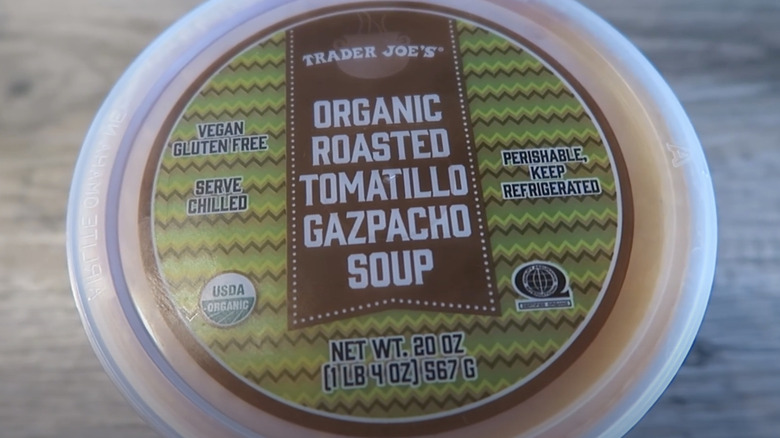 TRADER JOE'S®
ORGANIC
ROASTED
TOMATILLO
GAZPACHO
SOUP
VEGAN
GLUTEN FREE
SERVE
CHILLED
PERISHABLE,
KEEP
REFRIGERATED
USDA
ORGANIC
NET WT. 20 OZ
(1 LB 4 OZ) 567 G